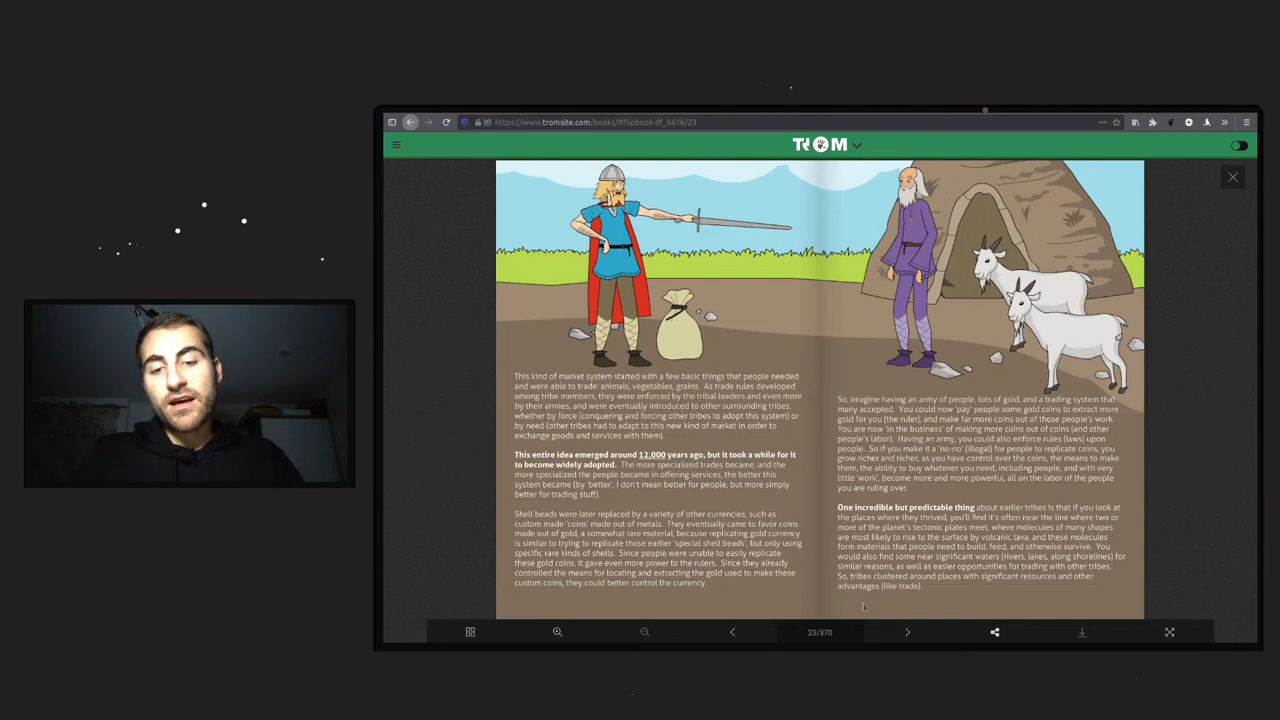 https://www.tromsite.com/books/#flipbook-df_6616/23
TROM
This kind of market system started with a few basic things that people needed
and were able to trade: animals, vegetables, grains. As trade rules developed
among tribe members, they were enforced by the tribal leaders and even more
by their armies, and were eventually introduced to other surrounding tribes,
whether by force (conquering and forcing other tribes to adopt this system) or
by need (other tribes had to adapt to this new kind of market in order to
exchange goods and services with them).
This entire idea emerged around 12,000 years ago, but it took a while for it
to become widely adopted. The more specialized trades became, and the
more specialized the people became in offering services, the better this
system became (by 'better', I don't mean better for people, but more simply
better for trading stuff).
Shell beads were later replaced by a variety of other currencies, such as
custom made 'coins' made out of metals. They eventually came to favor coins
made out of gold, a somewhat rare material, because replicating gold currency
is similar to trying to replicate those earlier 'special shell beads', but only using
specific rare kinds of shells. Since people were unable to easily replicate
these gold coins, it gave even more power to the rulers. Since they already
controlled the means for locating and extracting the gold used to make these
custom coins, they could better control the currency.
So, imagine having an army of people, lots of gold, and a trading system that
many accepted. You could now 'pay' people some gold coins to extract more
gold for you (the ruler), and make far more coins out of those people's work.
You are now 'in the business' of making more coins out of coins (and other
people's labor). Having an army, you could also enforce rules (laws) upon
people. So if you make it a 'no-no' (illegal) for people to replicate coins, you
grow richer and richer, as you have control over the coins, the means to make
them, the ability to buy whatever you need, including people, and with very
little 'work', become more and more powerful, all on the labor of the people
you are ruling over.
One incredible but predictable thing about earlier tribes is that if you look at
the places where they thrived, you'll find it's often near the line where two or
more of the planet's tectonic plates meet, where molecules of many shapes
are most likely to rise to the surface by volcanic lava, and these molecules
form materials that people need to build, feed, and otherwise survive. You
would also find some near significant waters (rivers, lakes, along shorelines) for
similar reasons, as well as easier opportunities for trading with other tribes.
So, tribes clustered around places with significant resources and other
advantages (like trade).
23/370